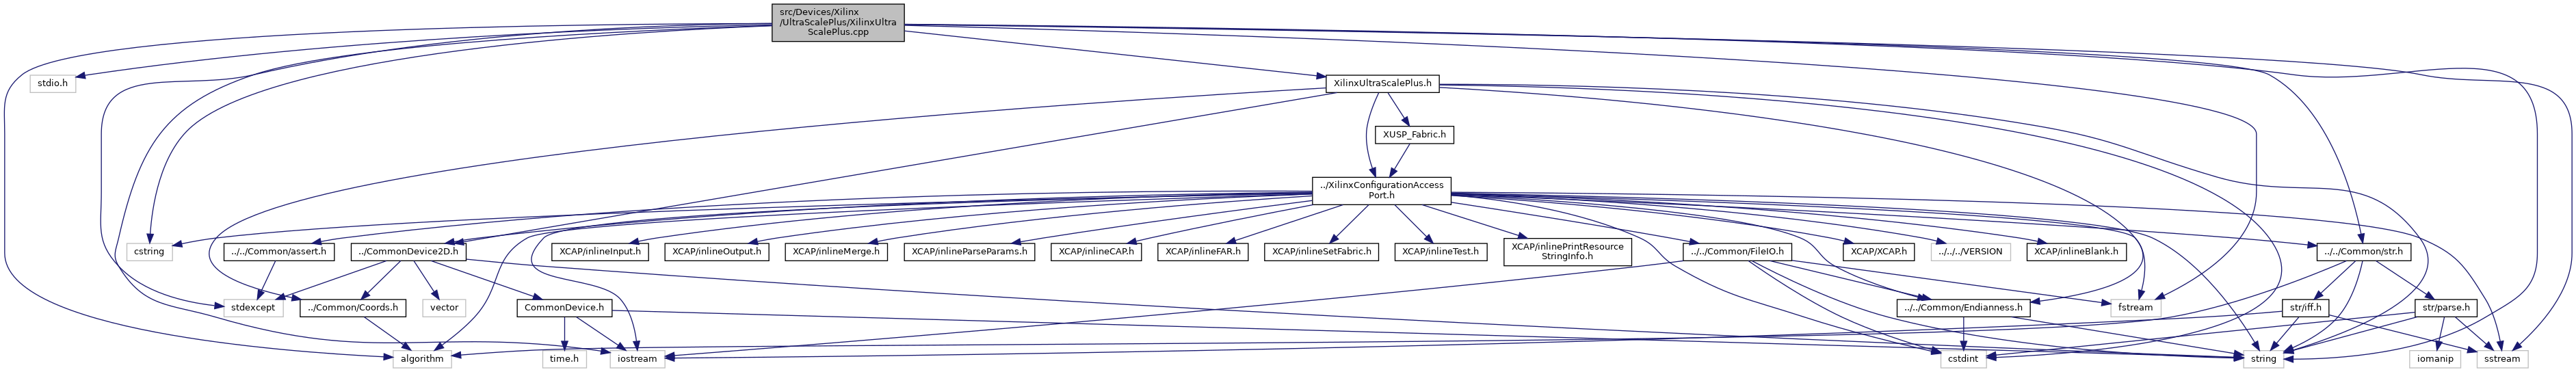 src/Devices/Xilinx
/UltraScalePlus/XilinxUltra
ScalePlus.cpp
stdio.h
XilinxUltraScalePlus.h
XUSP_Fabric.h
../XilinxConfigurationAccess
Port.h
cstring
../../Common/assert.h
../CommonDevice2D.h
XCAP/inlineInput.h
XCAP/inlineOutput.h
XCAP/inlineMerge.h
XCAP/inlineParseParams.h
XCAP/inlineCAP.h
XCAP/inlineFAR.h
XCAP/inlineSetFabric.h
XCAP/inlineTest.h
XCAP/inlinePrintResource
StringInfo.h
../../Common/FileIO.h
XCAP/XCAP.h
../../../VERSION
XCAP/inlineBlank.h
../../Common/str.h
stdexcept
../Common/Coords.h
vector
CommonDevice.h
../../Common/Endianness.h
fstream
str/iff.h
str/parse.h
algorithm
time.h
iostream
cstdint
string
iomanip
sstream